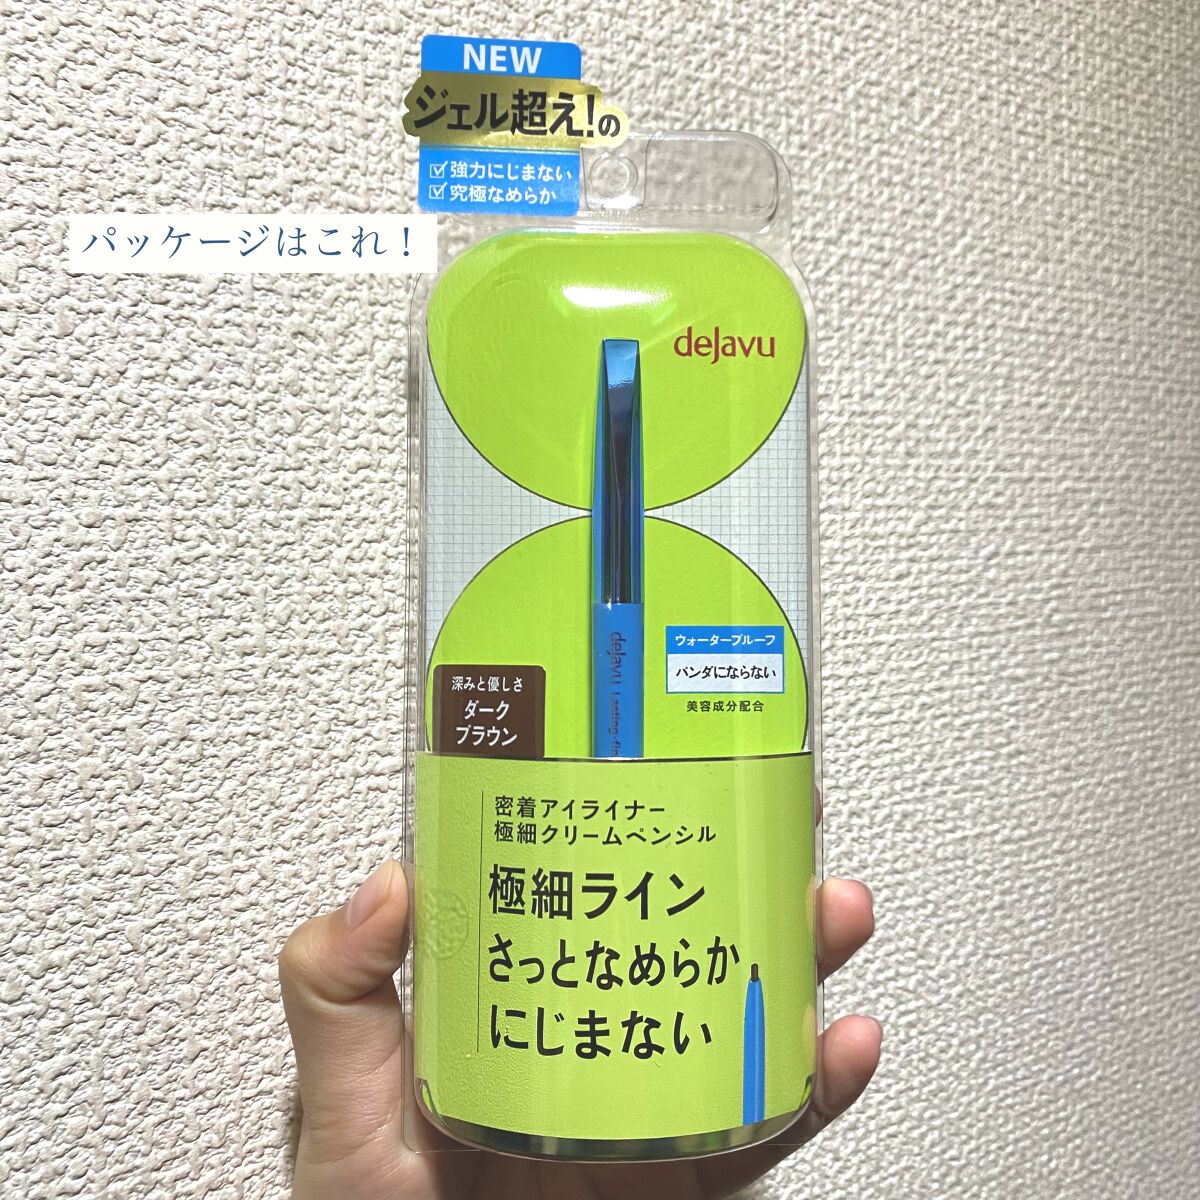 NEW
ジェル超え!の
☑強力にじまない
☑究極なめらか
パッケージはこれ！
dejavu
dejavu Lasting-fin
ウォータープルーフ
パンダにならない
美容成分配合
深みと優しさ
ダーク
ブラウン
密着アイライナー
極細クリームペンシル
極細ライン
さっとなめらか
にじまない